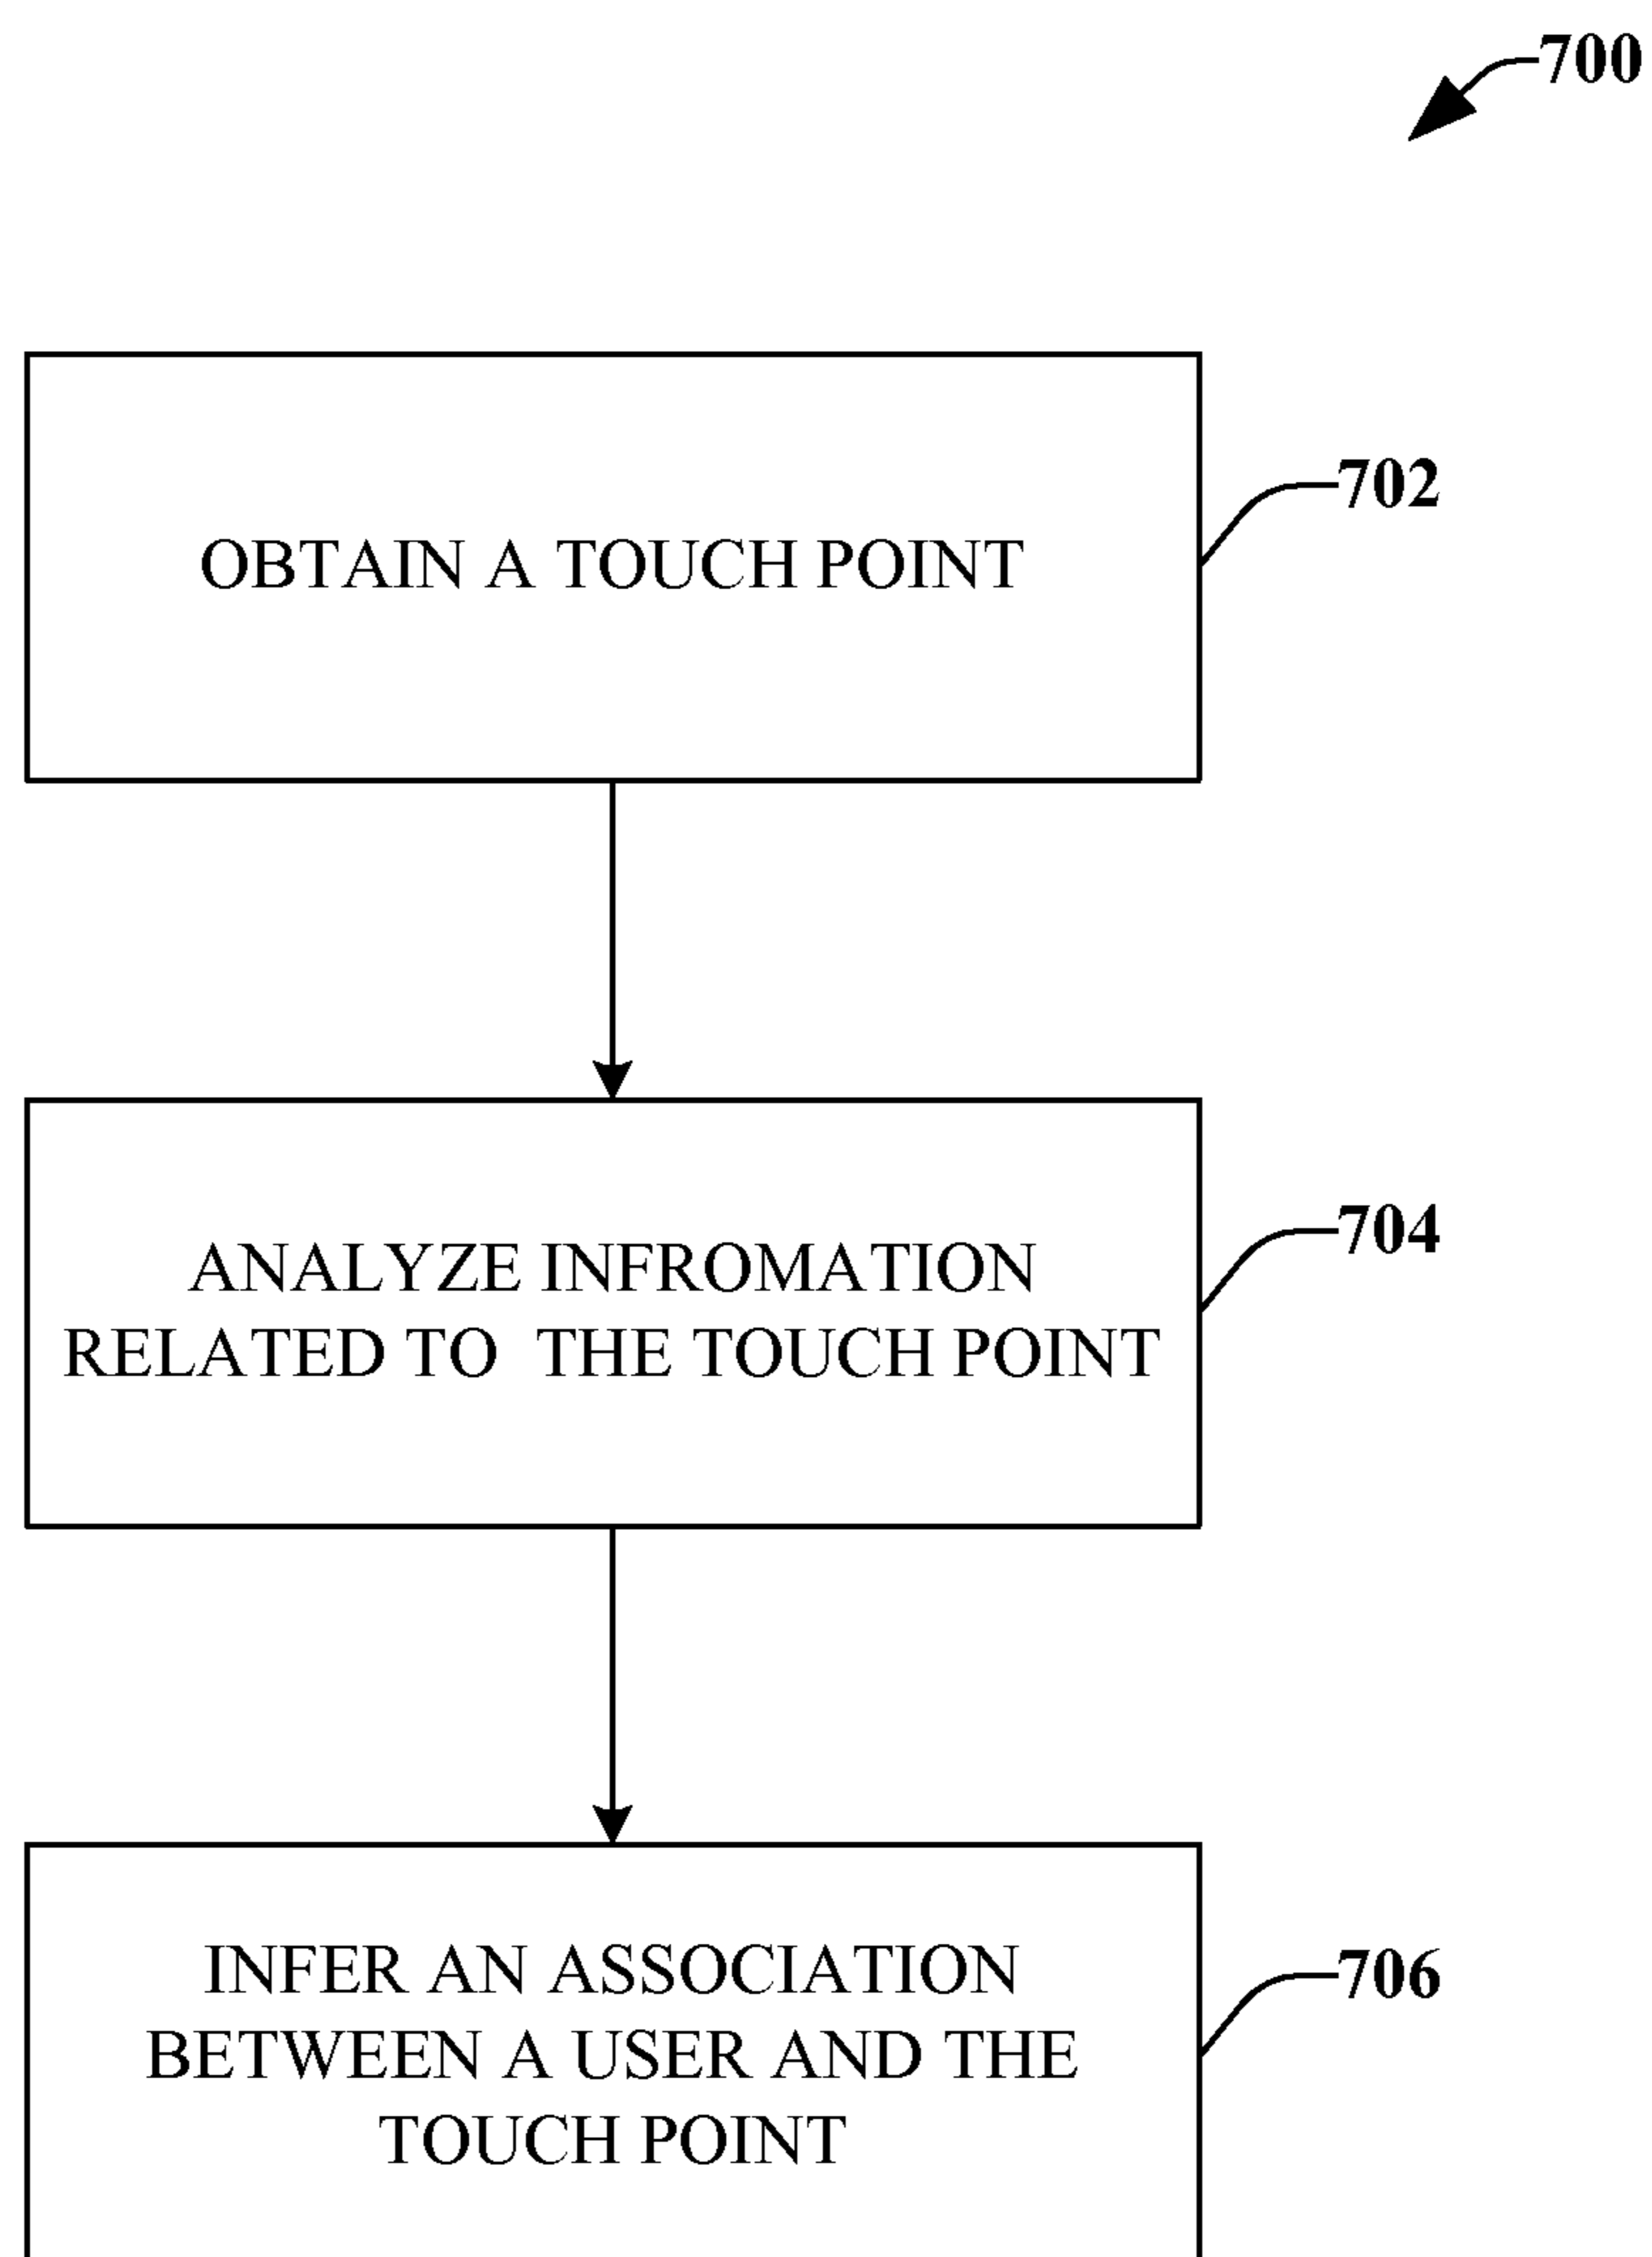 700
OBTAIN A TOUCH POINT
702
ANALYZE INFROMATION
RELATED TO THE TOUCH POINT
704
INFER AN ASSOCIATION
BETWEEN A USER AND THE
TOUCH POINT
706